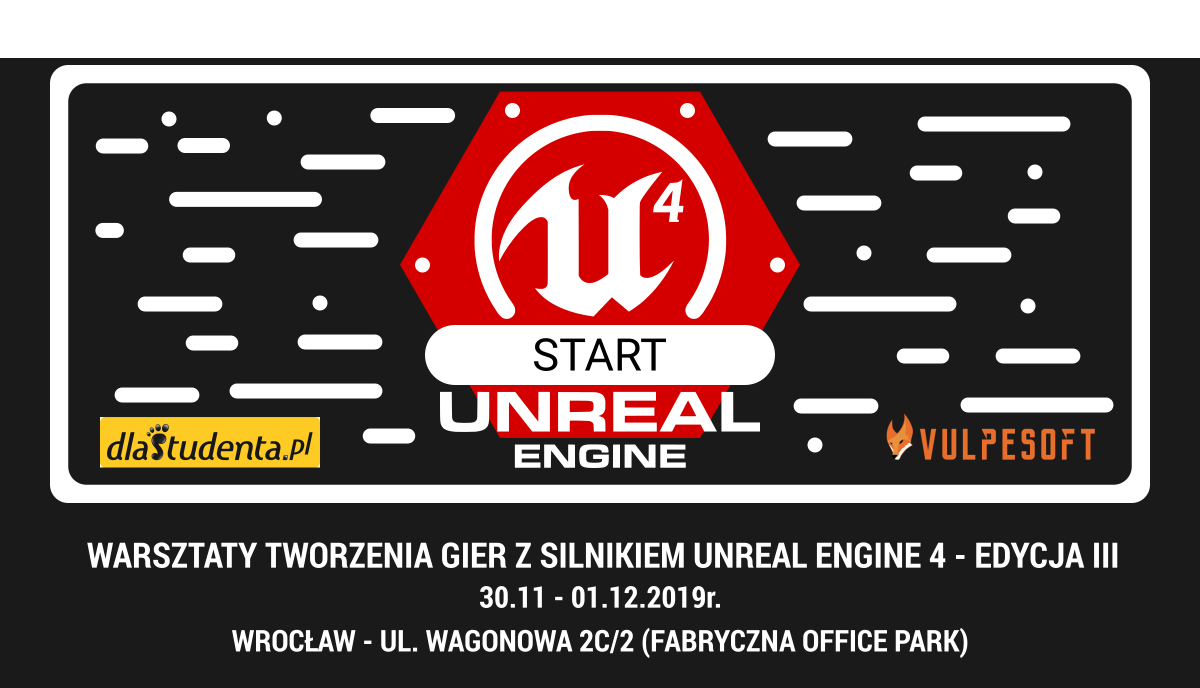 u4
START
UNREAL
ENGINE
dlaStudenta.pl
VULPESOFT
WARSZTATY TWORZENIA GIER Z SILNIKIEM UNREAL ENGINE 4 - EDYCJA III
30.11 - 01.12.2019r.
WROCŁAW - UL. WAGONOWA 2C/2 (FABRYCZNA OFFICE PARK)